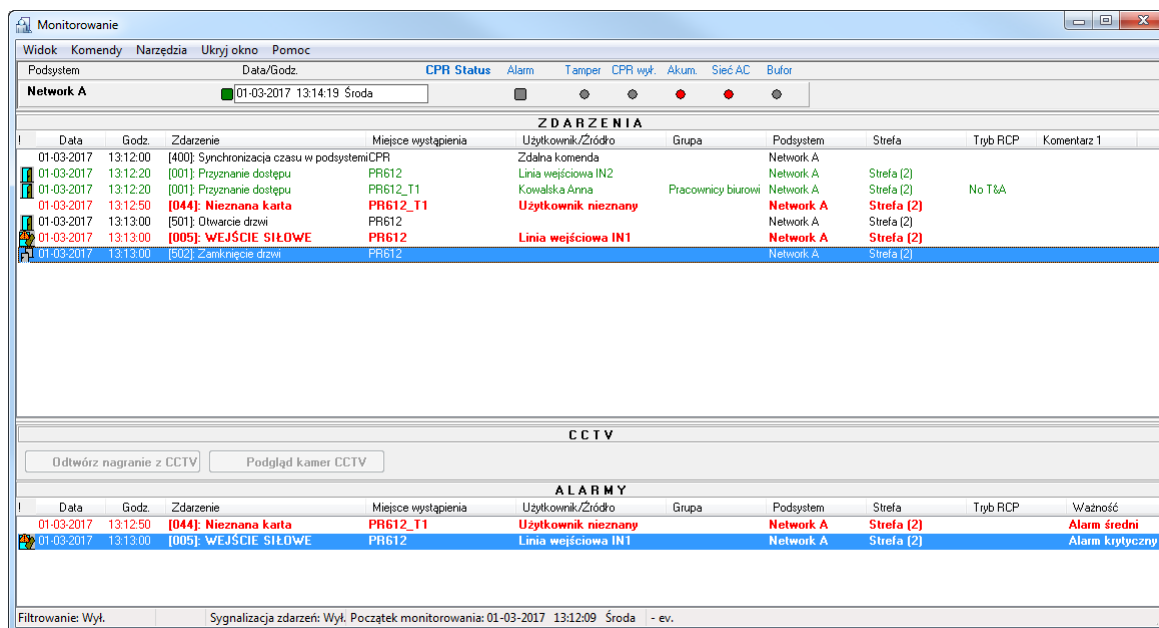 Monitorowanie
Widok Komendy Narzędzia Ukryj okno Pomoc
Podsystem Data/Godz. CPR Status Alarm Tamper CPR wył. Akum. Sieć AC Bufor
Network A 01-03-2017 13:14:19 Środa
ZDARZENIA
! Data Godz. Zdarzenie Miejsce wystąpienia Użytkownik/Źródło Grupa Podsystem Strefa Tryb RCP Komentarz 1
01-03-2017 13:12:00 [400]: Synchronizacja czasu w podsystemi CPR Zdalna komenda Network A
01-03-2017 13:12:20 [001]: Przyznanie dostępu PR612 Linia wejściowa IN2 Network A Strefa (2)
01-03-2017 13:12:20 [001]: Przyznanie dostępu PR612_T1 Kowalska Anna Pracownicy biurowi Network A Strefa (2) No T&A
01-03-2017 13:12:50 [044]: Nieznana karta PR612_T1 Użytkownik nieznany Network A Strefa (2)
01-03-2017 13:13:00 [501]: Otwarcie drzwi PR612 Network A Strefa (2)
01-03-2017 13:13:00 [005]: WEJŚCIE SIŁOWE PR612 Linia wejściowa IN1 Network A Strefa (2)
01-03-2017 13:13:00 [502]: Zamknięcie drzwi PR612 Network A Strefa (2)
CCTV
Odtwórz nagranie z CCTV Podgląd kamer CCTV
ALARMY
! Data Godz. Zdarzenie Miejsce wystąpienia Użytkownik/Źródło Grupa Podsystem Strefa Tryb RCP Ważność
01-03-2017 13:12:50 [044]: Nieznana karta PR612_T1 Użytkownik nieznany Network A Strefa (2) Alarm średni
01-03-2017 13:13:00 [005]: WEJŚCIE SIŁOWE PR612 Linia wejściowa IN1 Network A Strefa (2) Alarm krytyczny
Filtrowanie: Wył. Sygnalizacja zdarzeń: Wył. Początek monitorowania: 01-03-2017 13:12:09 Środa - ev.